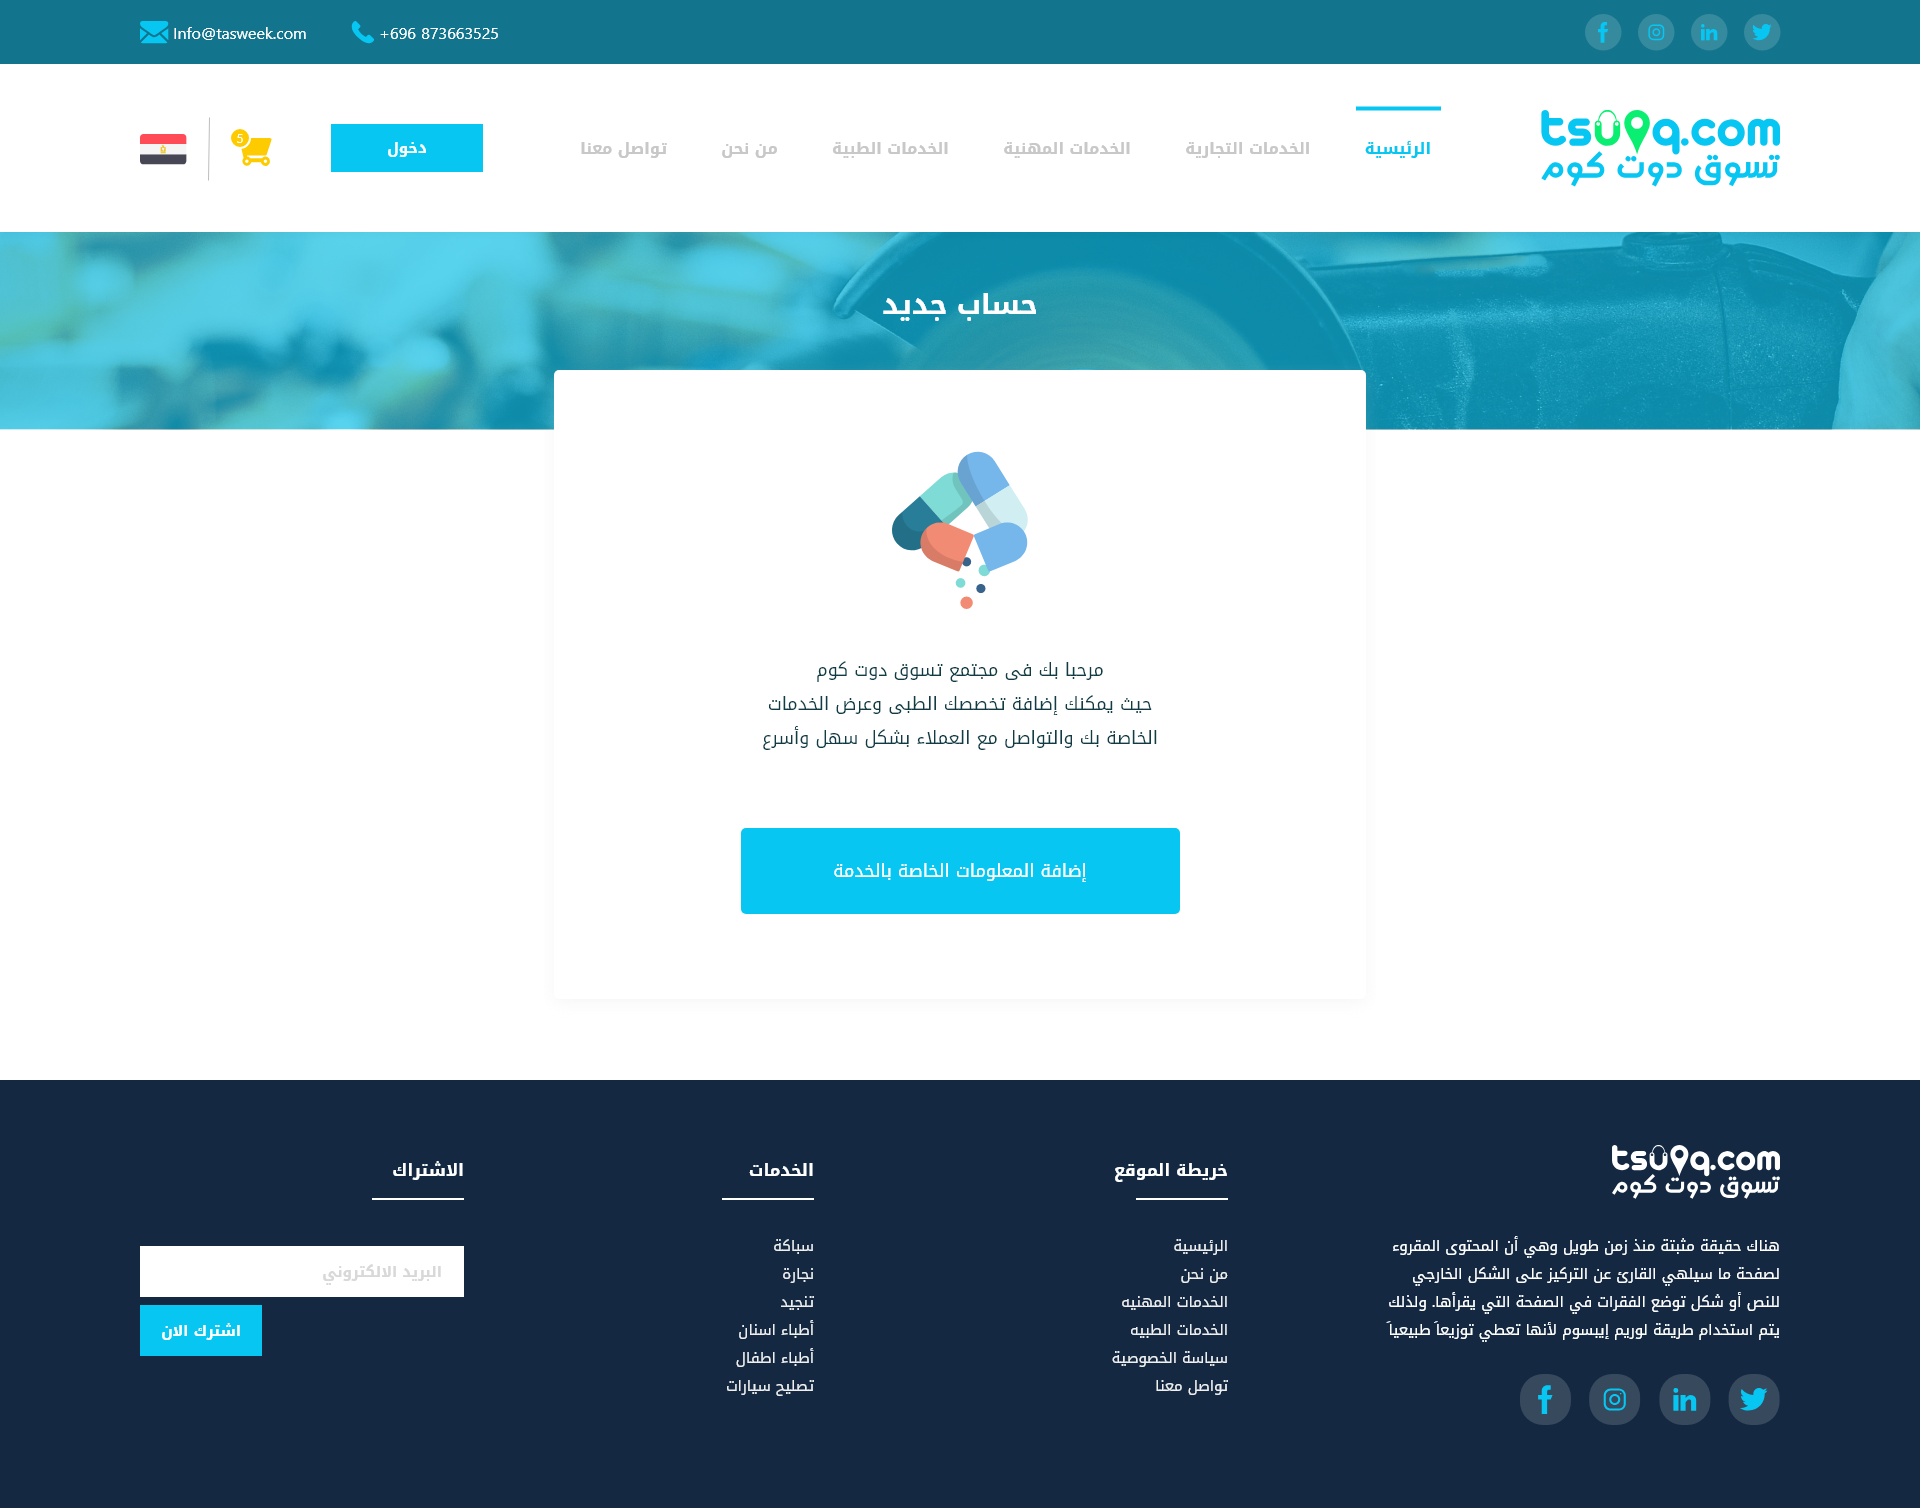 Info@tasweek.com
+696 873663525
tsuuq.com
تسوق دوت كوم
الرئيسية
الخدمات التجارية
الخدمات المهنية
الخدمات الطبية
من نحن
تواصل معنا
دخول
5
حساب جديد
مرحبا بك فى مجتمع تسوق دوت كوم
حيث يمكنك إضافة تخصصك الطبى وعرض الخدمات
الخاصة بك والتواصل مع العملاء بشكل سهل وأسرع
إضافة المعلومات الخاصة بالخدمة
tsuuq.com
تسوق دوت كوم
هناك حقيقة مثبتة منذ زمن طويل وهي أن المحتوى المقروء
لصفحة ما سيلهي القارئ عن التركيز على الشكل الخارجي
للنص أو شكل توضع الفقرات في الصفحة التي يقرأها. ولذلك
يتم استخدام طريقة لوريم إيبسوم لأنها تعطي توزيعاَ طبيعياَ
خريطة الموقع
الرئيسية
من نحن
الخدمات المهنيه
الخدمات الطبيه
سياسة الخصوصية
تواصل معنا
الخدمات
سباكة
نجارة
تنجيد
أطباء اسنان
أطباء اطفال
تصليح سيارات
الاشتراك
البريد الالكتروني
اشترك الان